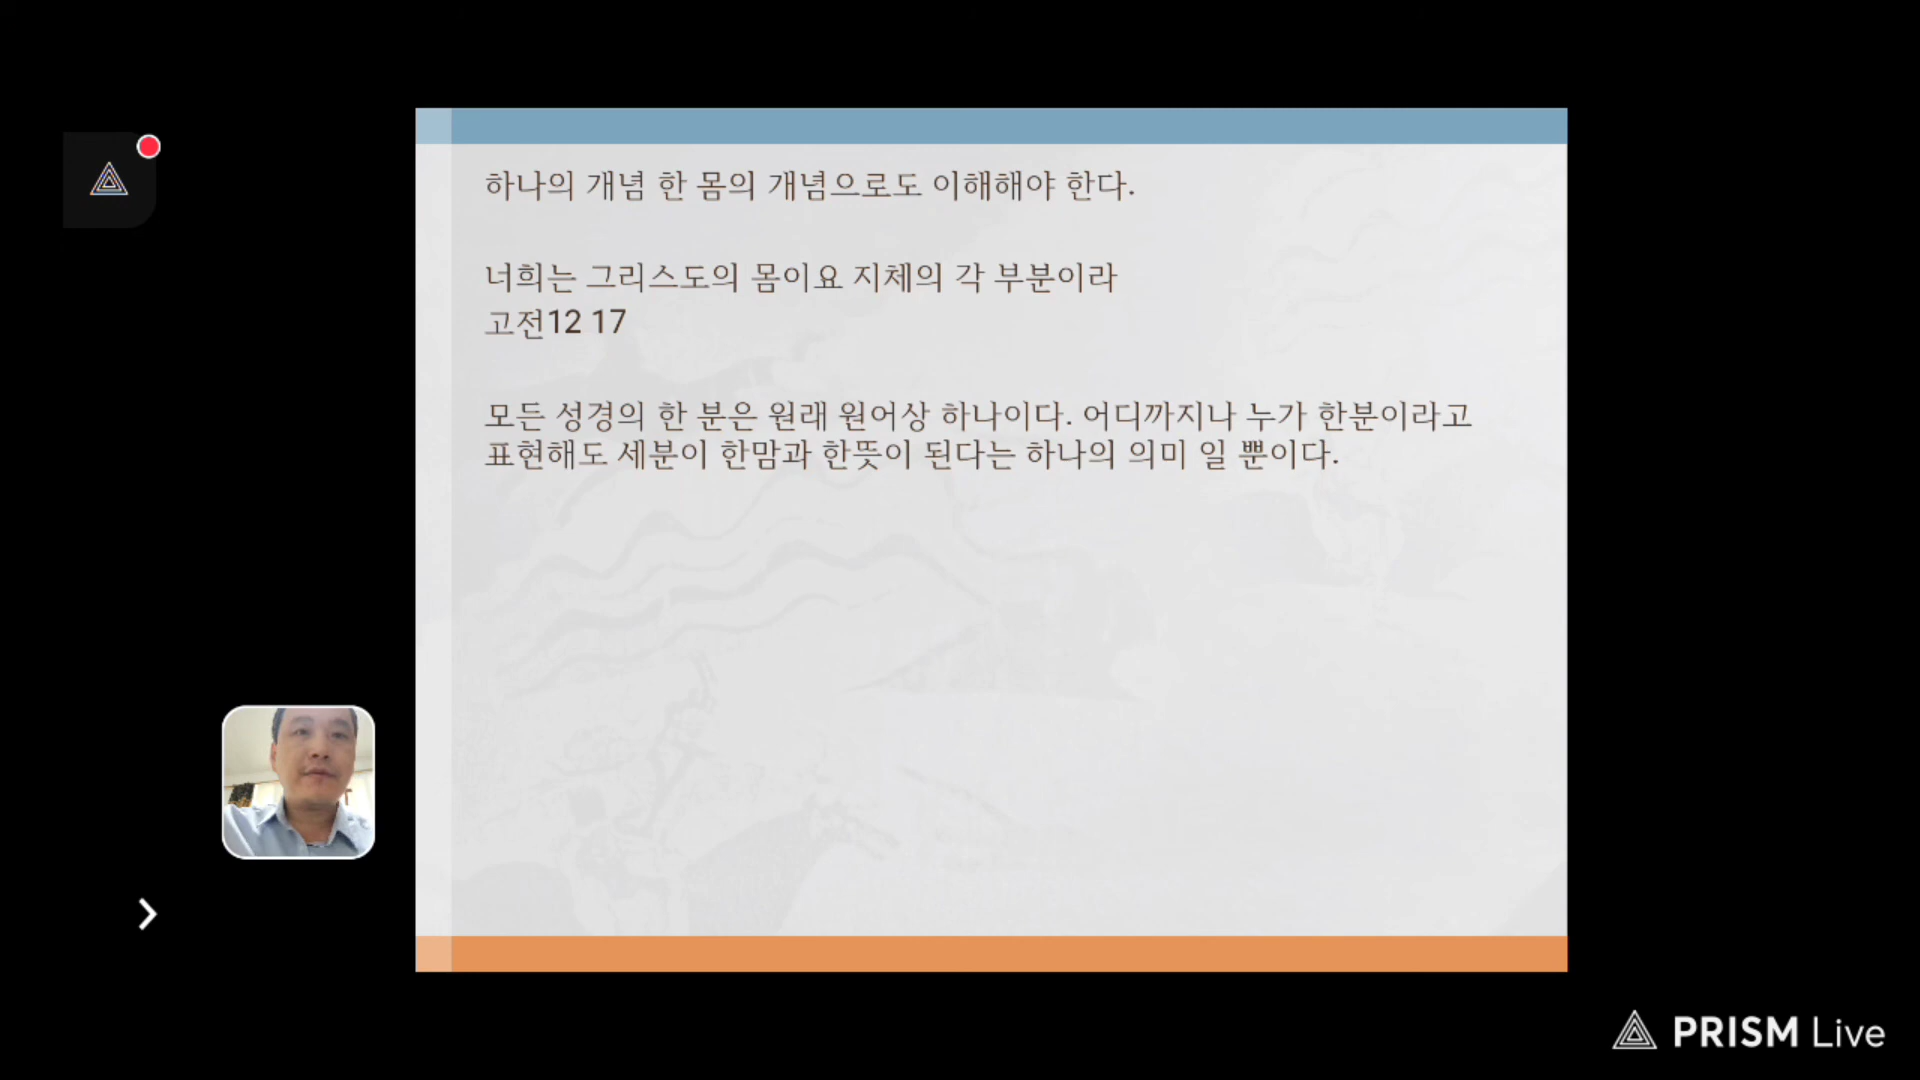 하나의 개념 한 몸의 개념으로도 이해해야 한다.
너희는 그리스도의 몸이요 지체의 각 부분이라
고전12 17
모든 성경의 한 분은 원래 원어상 하나이다. 어디까지나 누가 한분이라고
표현해도 세분이 한맘과 한뜻이 된다는 하나의 의미 일 뿐이다.
PRISM Live